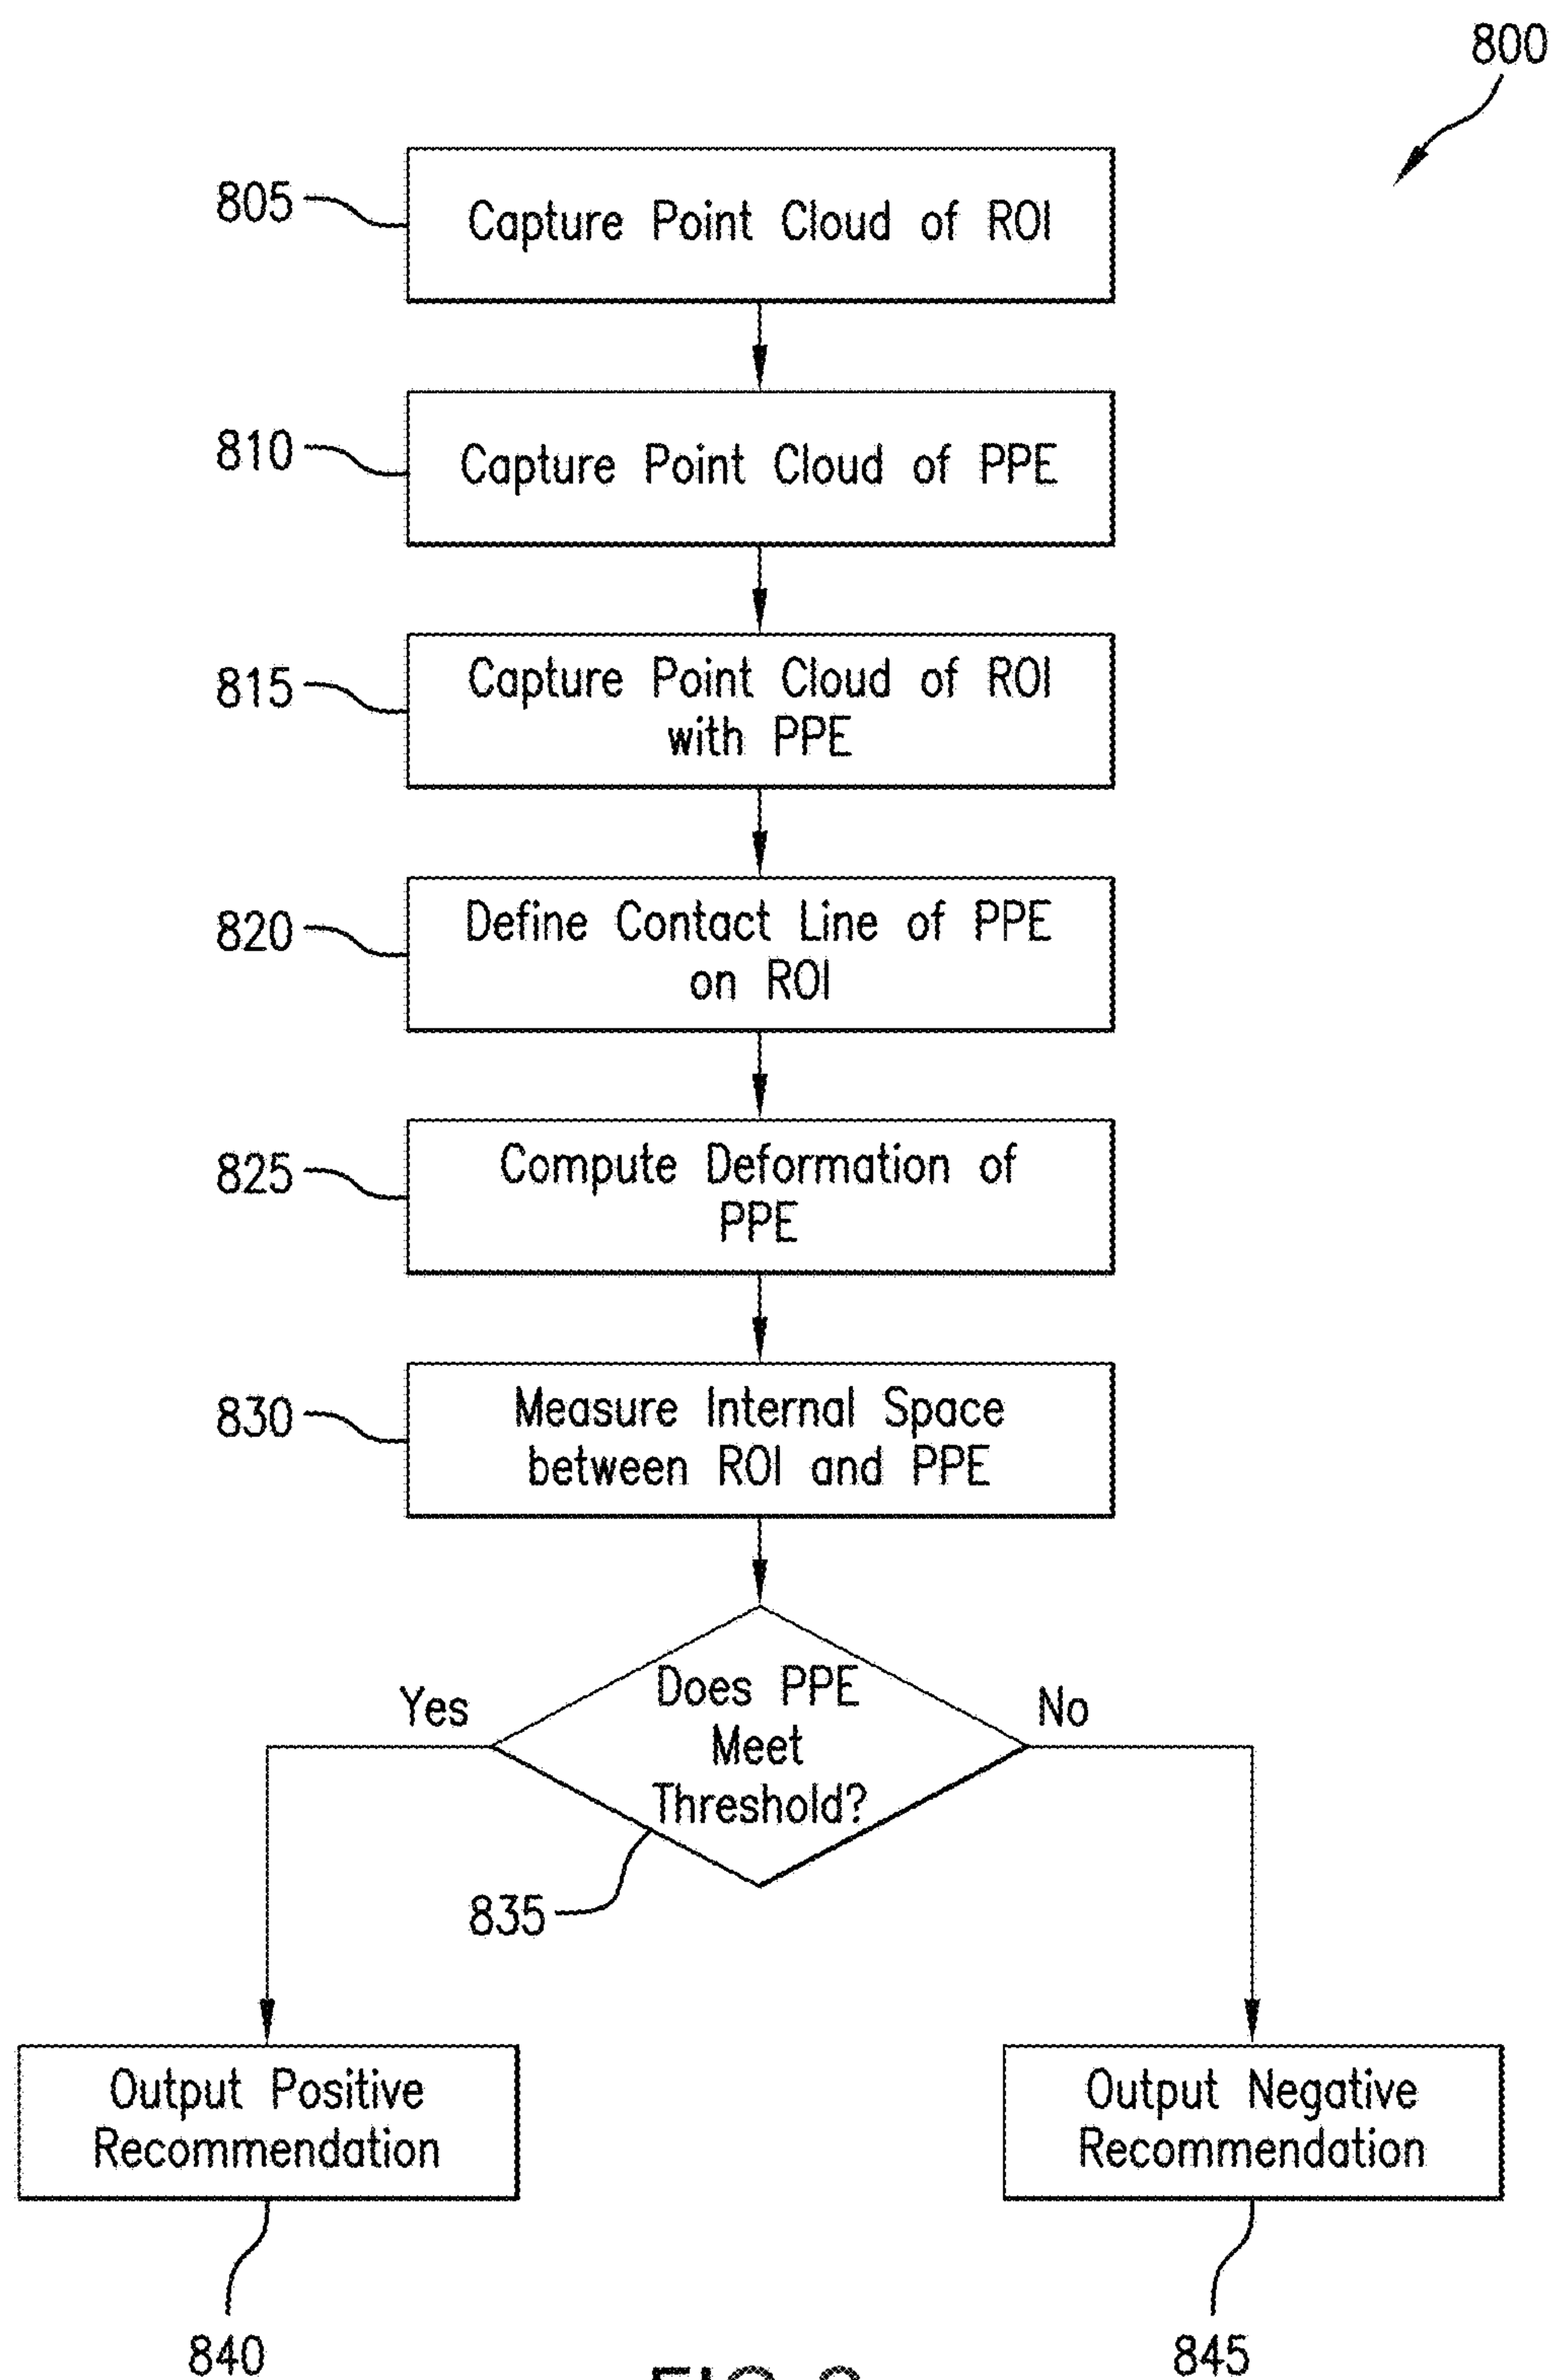 800
805
Capture Point Cloud of ROI
810
Capture Point Cloud of PPE
815
Capture Point Cloud of ROI
with PPE
820
Define Contact Line of PPE
on ROI
825
Compute Deformation of
PPE
830
Measure Internal Space
between ROI and PPE
Yes
Does PPE
Meet
Threshold?
No
835
Output Positive
Recommendation
Output Negative
Recommendation
840
845